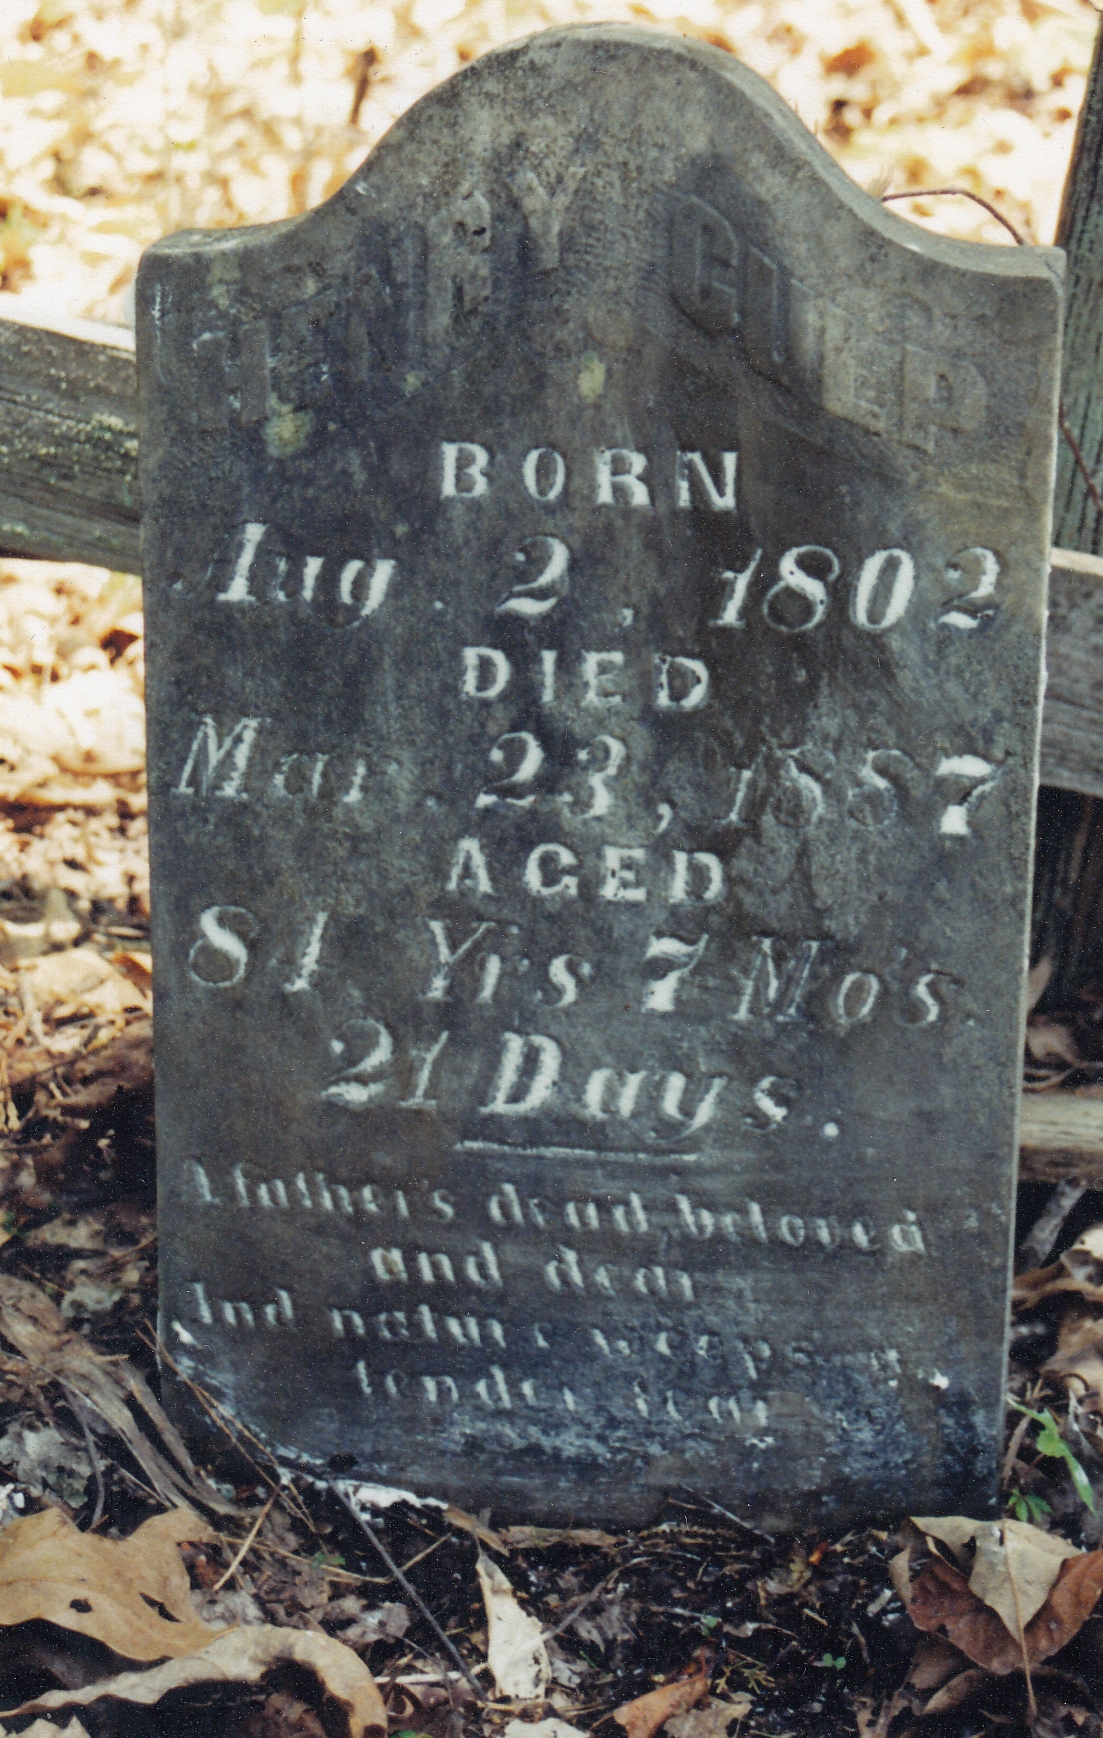 HENRY CULP
BORN
Aug. 2, 1802
DIED
Mar. 23, 1887
AGED
84 Yrs 7 Mo's.
21 Days.
A father's dead, beloved
and dear
And nature weeps a
tender tear